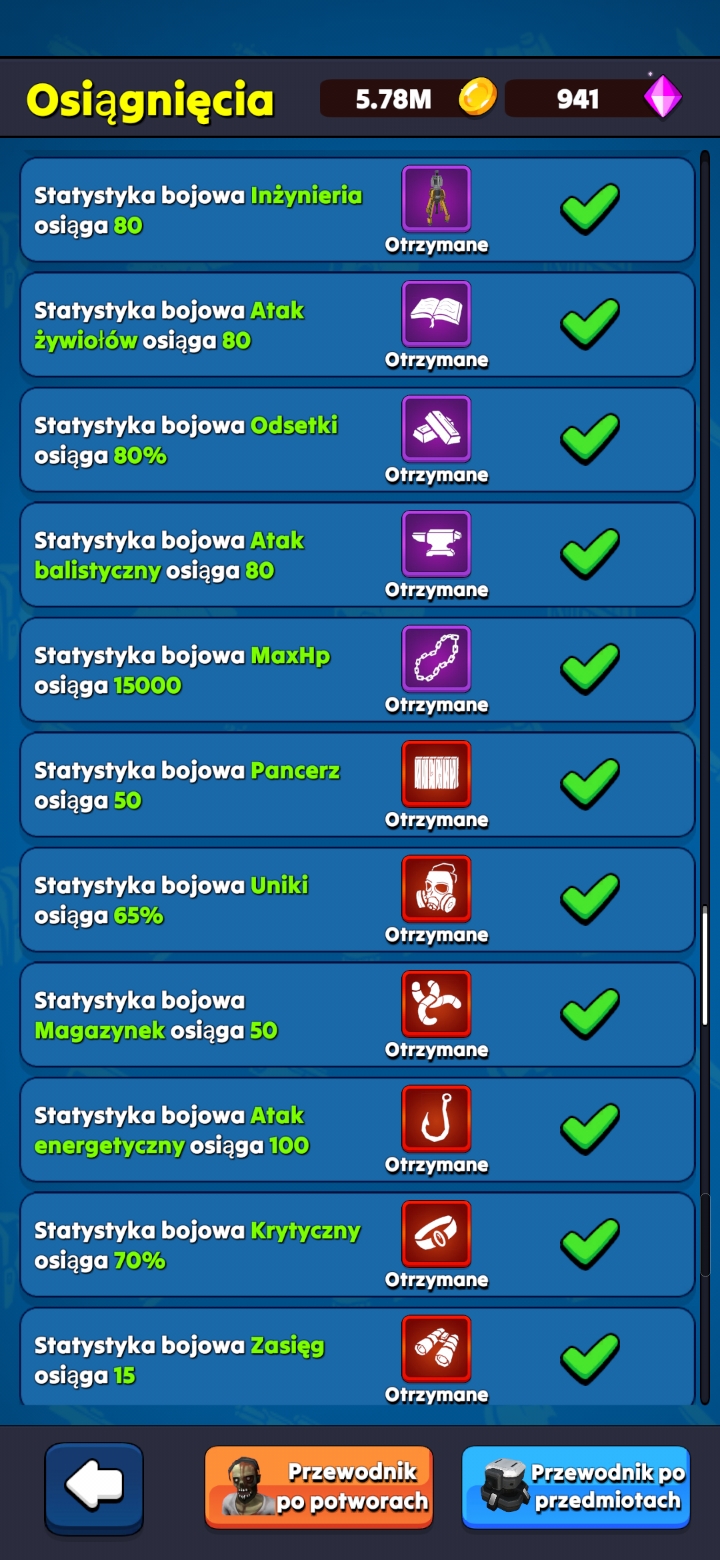 Osiągnięcia
5.78M
941
Statystyka bojowa Inżynieria
osiąga 80
Otrzymane
Statystyka bojowa Atak
żywiołów osiąga 80
Otrzymane
Statystyka bojowa Odsetki
osiąga 80%
Otrzymane
Statystyka bojowa Atak
balistyczny osiąga 80
Otrzymane
Statystyka bojowa MaxHp
osiąga 15000
Otrzymane
Statystyka bojowa Pancerz
osiąga 50
Otrzymane
Statystyka bojowa Uniki
osiąga 65%
Otrzymane
Statystyka bojowa
Magazynek osiąga 50
Otrzymane
Statystyka bojowa Atak
energetyczny osiąga 100
Otrzymane
Statystyka bojowa Krytyczny
osiąga 70%
Otrzymane
Statystyka bojowa Zasięg
osiąga 15
Otrzymane
Przewodnik
po potworach
Przewodnik po
przedmiotach